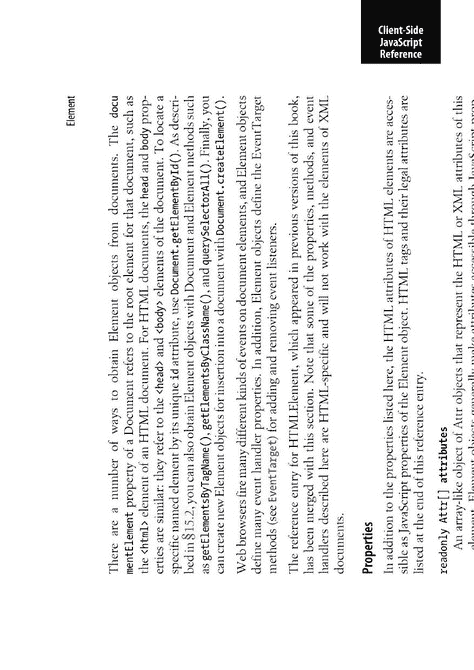 Client-Side
JavaScript
Reference
Element
There are a number of ways to obtain Element objects from documents. The docu
mentElement property of a Document refers to the root element for that document, such as
the <html> element of an HTML document. For HTML documents, the head and body prop-
erties are similar: they refer to the <head> and <body> elements of the document. To locate a
specific named element by its unique id attribute, use Document.getElementById(). As descri-
bed in §15.2, you can also obtain Element objects with Document and Element methods such
as getElementsByTagName(), getElementsByClassName(), and querySelectorAll(). Finally, you
can create new Element objects for insertion into a document with Document.createElement().
Web browsers fire many different kinds of events on document elements, and Element objects
define many event handler properties. In addition, Element objects define the EventTarget
methods (see EventTarget) for adding and removing event listeners.
The reference entry for HTMLElement, which appeared in previous versions of this book,
has been merged with this section. Note that some of the properties, methods, and event
handlers described here are HTML-specific and will not work with the elements of XML
documents.
Properties
In addition to the properties listed here, the HTML attributes of HTML elements are acces-
sible as JavaScript properties of the Element object. HTML tags and their legal attributes are
listed at the end of this reference entry.
readonly Attr[] attributes
An array-like object of Attr objects that represent the HTML or XML attributes of this
element. Element objects generally make attributes accessible through JavaScript prop-